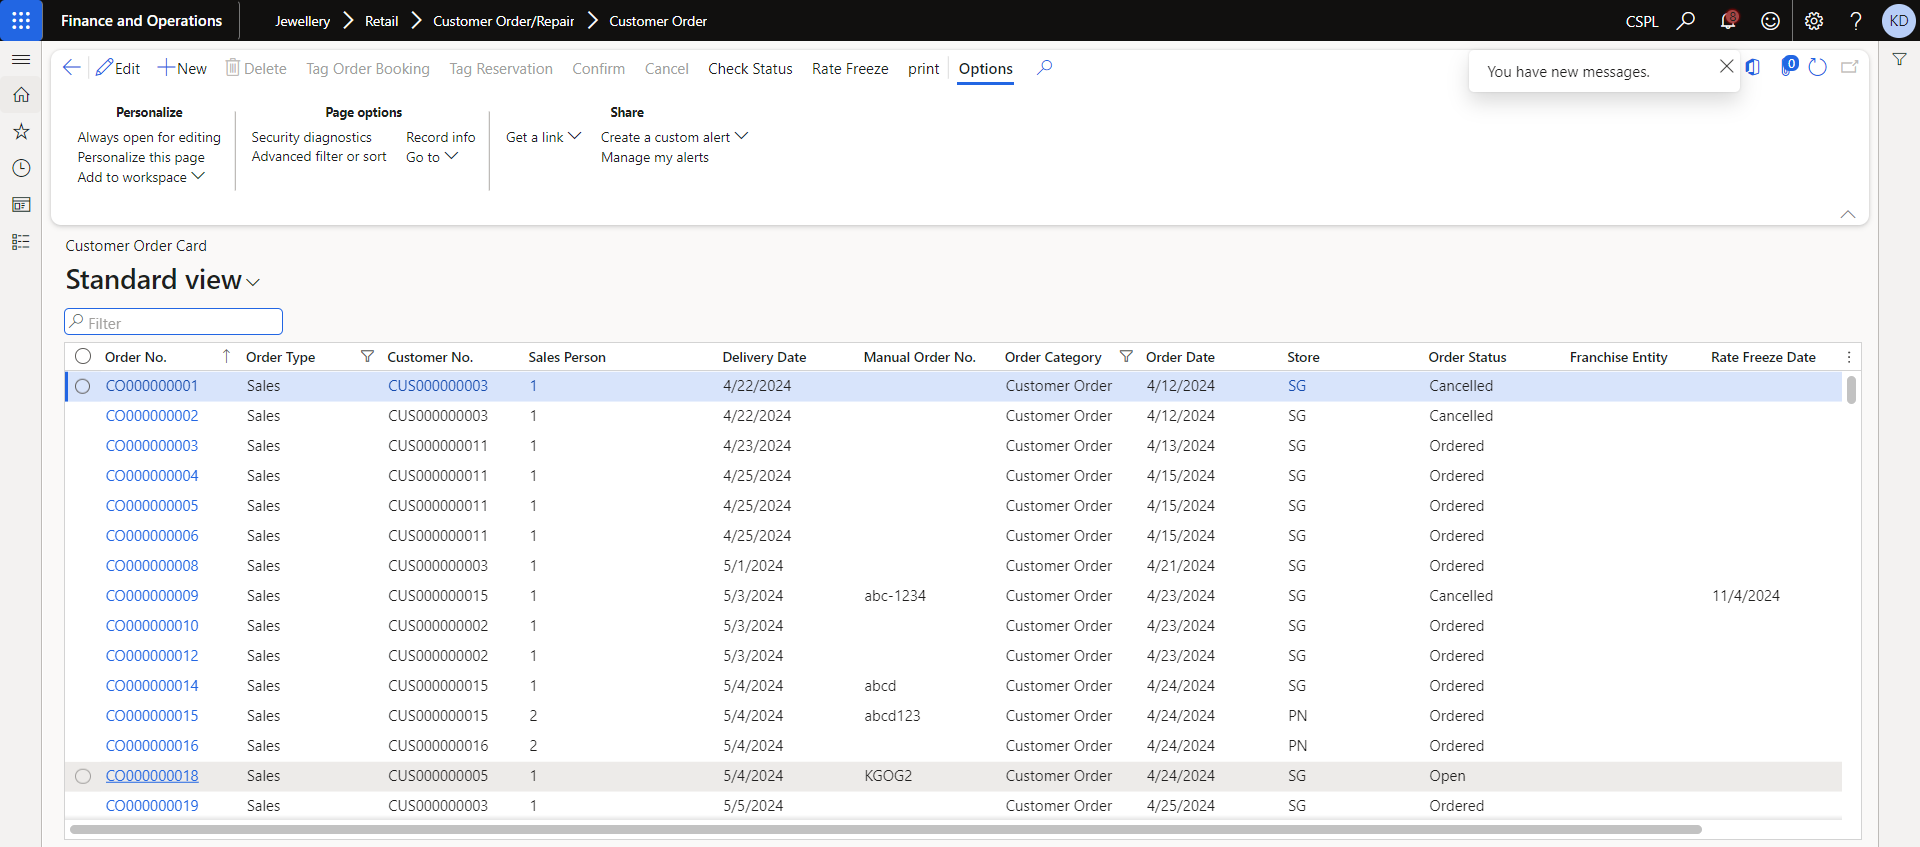 Finance and Operations Jewellery Retail Customer Order/Repair Customer Order CSPL 8 ? KD
Edit New Delete Tag Order Booking Tag Reservation Confirm Cancel Check Status Rate Freeze print Options
You have new messages. 0
Personalize Page options Share
Always open for editing Security diagnostics Record info Get a link Create a custom alert
Personalize this page Advanced filter or sort Go to Manage my alerts
Add to workspace
Customer Order Card
Standard view
Filter
Order No. Order Type Customer No. Sales Person Delivery Date Manual Order No. Order Category Order Date Store Order Status Franchise Entity Rate Freeze Date
CO000000001 Sales CUS000000003 1 4/22/2024 Customer Order 4/12/2024 SG Cancelled
CO000000002 Sales CUS000000003 1 4/22/2024 Customer Order 4/12/2024 SG Cancelled
CO000000003 Sales CUS000000011 1 4/23/2024 Customer Order 4/13/2024 SG Ordered
CO000000004 Sales CUS000000011 1 4/25/2024 Customer Order 4/15/2024 SG Ordered
CO000000005 Sales CUS000000011 1 4/25/2024 Customer Order 4/15/2024 SG Ordered
CO000000006 Sales CUS000000011 1 4/25/2024 Customer Order 4/15/2024 SG Ordered
CO000000008 Sales CUS000000003 1 5/1/2024 Customer Order 4/21/2024 SG Ordered
CO000000009 Sales CUS000000015 1 5/3/2024 abc-1234 Customer Order 4/23/2024 SG Cancelled 11/4/2024
CO000000010 Sales CUS000000002 1 5/3/2024 Customer Order 4/23/2024 SG Ordered
CO000000012 Sales CUS000000002 1 5/3/2024 Customer Order 4/23/2024 SG Ordered
CO000000014 Sales CUS000000015 1 5/4/2024 abcd Customer Order 4/24/2024 SG Ordered
CO000000015 Sales CUS000000015 2 5/4/2024 abcd123 Customer Order 4/24/2024 PN Ordered
CO000000016 Sales CUS000000016 2 5/4/2024 Customer Order 4/24/2024 PN Ordered
CO000000018 Sales CUS000000005 1 5/4/2024 KGOG2 Customer Order 4/24/2024 SG Open
CO000000019 Sales CUS000000003 1 5/5/2024 Customer Order 4/25/2024 SG Ordered